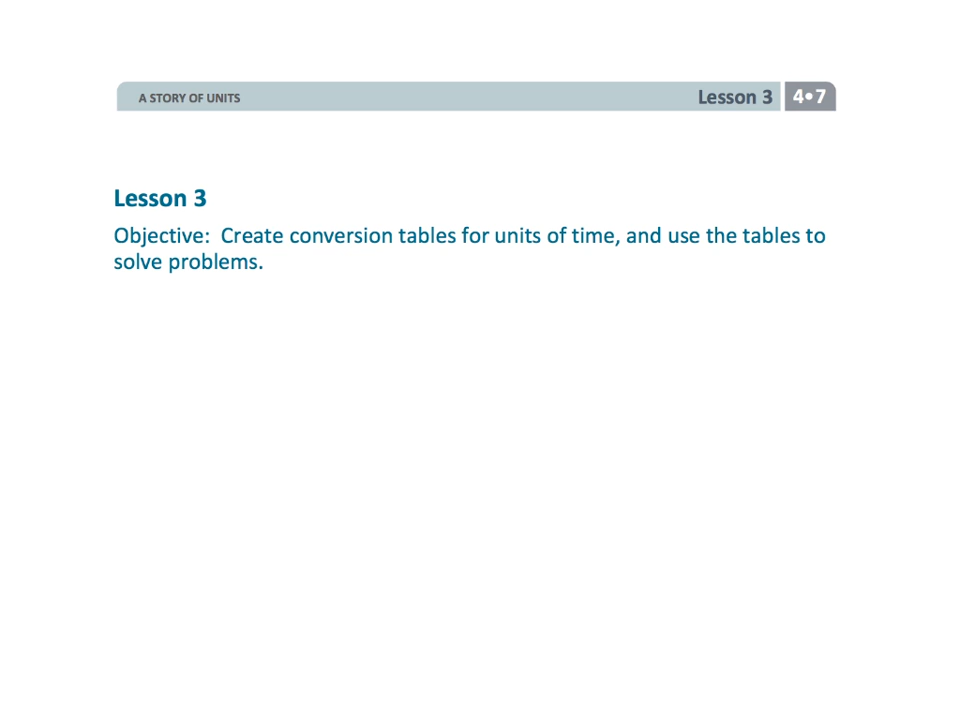 A STORY OF UNITS
Lesson 3
4•7
Lesson 3
Objective:  Create conversion tables for units of time, and use the tables to
solve problems.